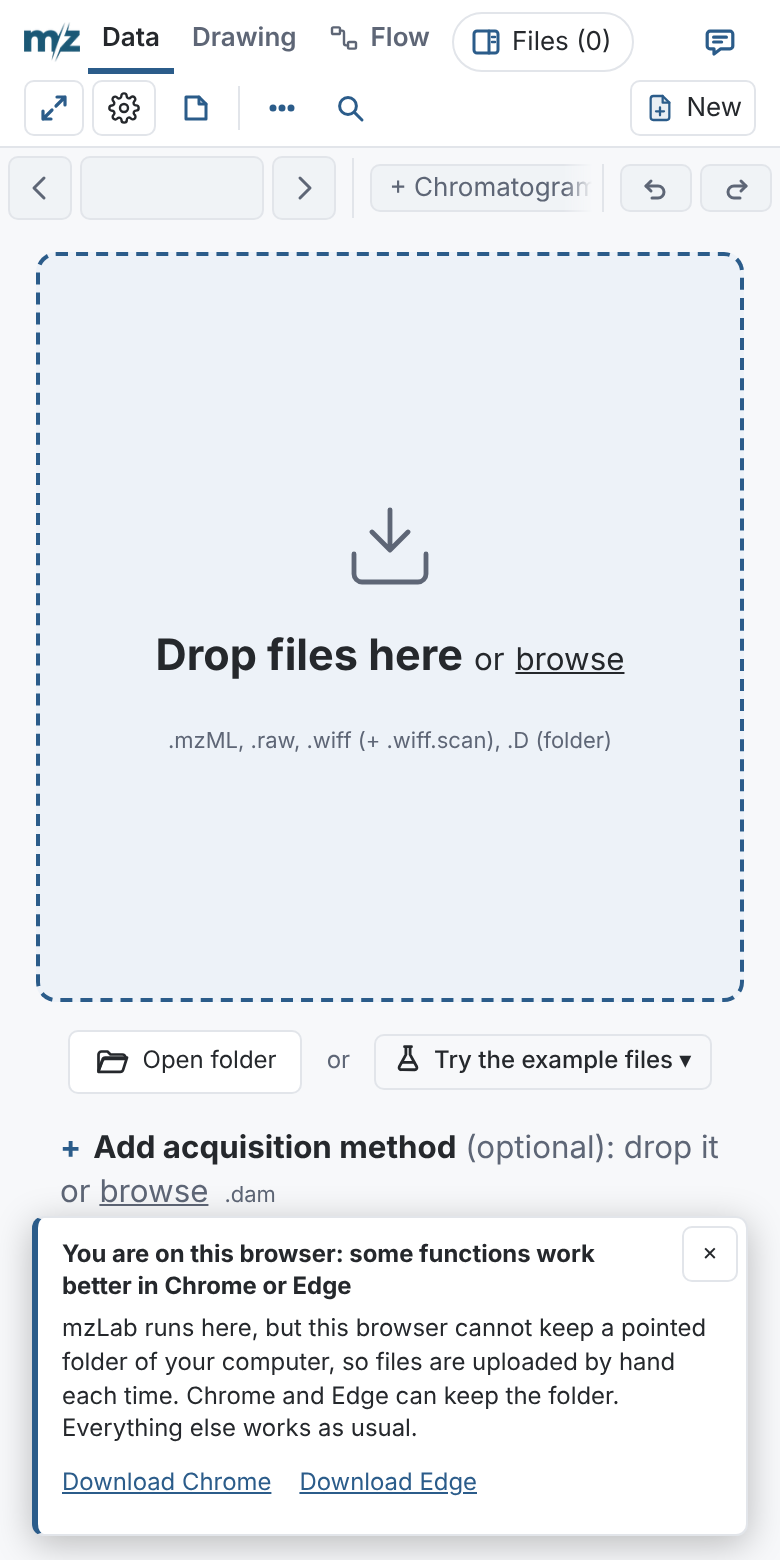 m/z Data Drawing Flow Files (0)
New
+ Chromatogram
Drop files here or browse
.mzML, .raw, .wiff (+ .wiff.scan), .D (folder)
Open folder or Try the example files ▾
+ Add acquisition method (optional): drop it
or browse .dam
You are on this browser: some functions work
better in Chrome or Edge
×
mzLab runs here, but this browser cannot keep a pointed
folder of your computer, so files are uploaded by hand
each time. Chrome and Edge can keep the folder.
Everything else works as usual.
Download Chrome Download Edge